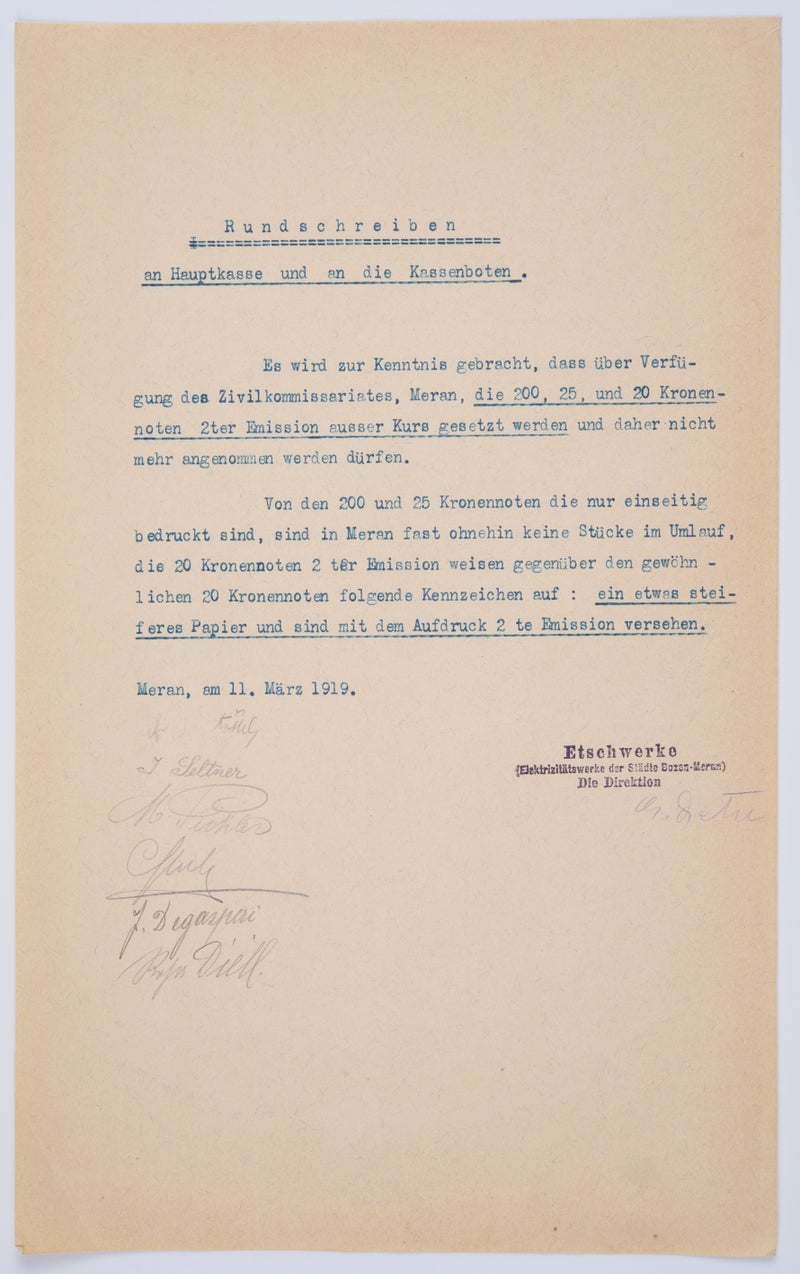 R u n d s c h r e i b e n
an Hauptkasse und an die Kassenboten .
Es wird zur Kenntnis gebracht, dass über Verfü-
gung des Zivilkommissariates, Meran, die 200, 25, und 20 Kronen-
noten 2ter Emission ausser Kurs gesetzt werden und daher nicht
mehr angenommen werden dürfen.
Von den 200 und 25 Kronennoten die nur einseitig
bedruckt sind, sind in Meran fast ohnehin keine Stücke im Umlauf,
die 20 Kronennoten 2 ter Emission weisen gegenüber den gewöhn -
lichen 20 Kronennoten folgende Kennzeichen auf : ein etwas stei-
feres Papier und sind mit dem Aufdruck 2 te Emission versehen.
Meran, am 11. März 1919.
Etschwerke
(Elektrizitätswerke der Städte Bozen-Meran)
Die Direktion
J. Degasperi
Diell.